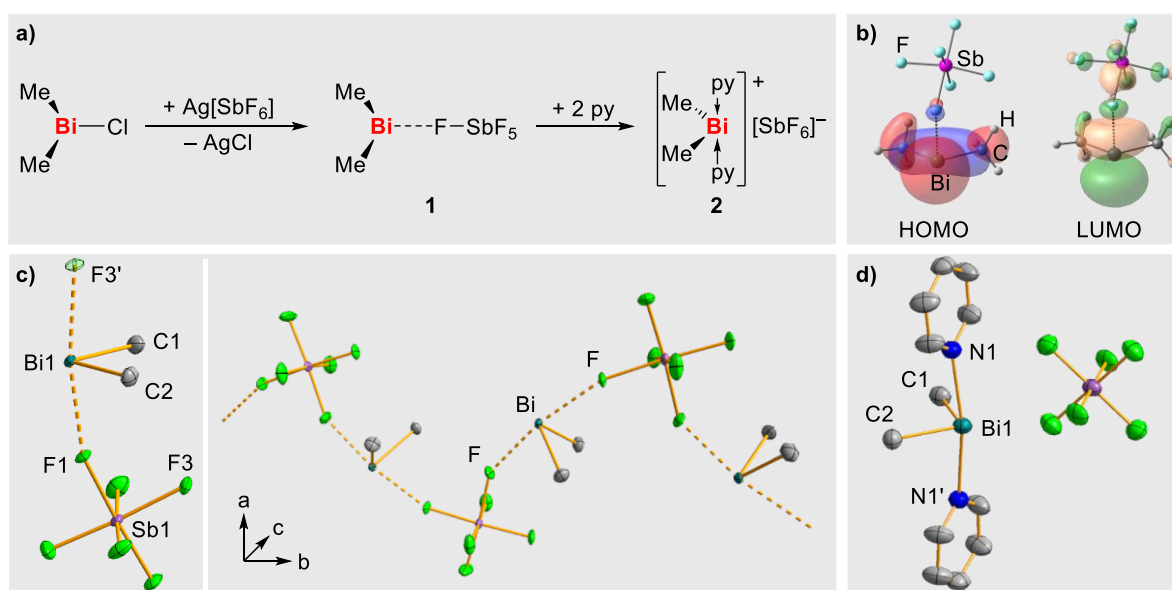 a)
Me
Bi—Cl
Me
+ Ag[SbF6]
– AgCl
Me
Bi----F—SbF5
Me
1
+ 2 py
py
Me
Bi
Me
py
+
[SbF6]–
2
b)
F
Sb
H
C
Bi
HOMO
LUMO
c)
F3'
C1
Bi1
C2
F1
F3
Sb1
F
Bi
F
a
c
b
d)
N1
C1
C2
Bi1
N1'